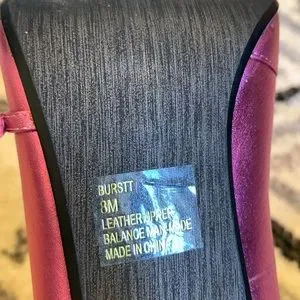 BURSTT
8M
LEATHER UPPER
BALANCE MAN MADE
MADE IN CHINA